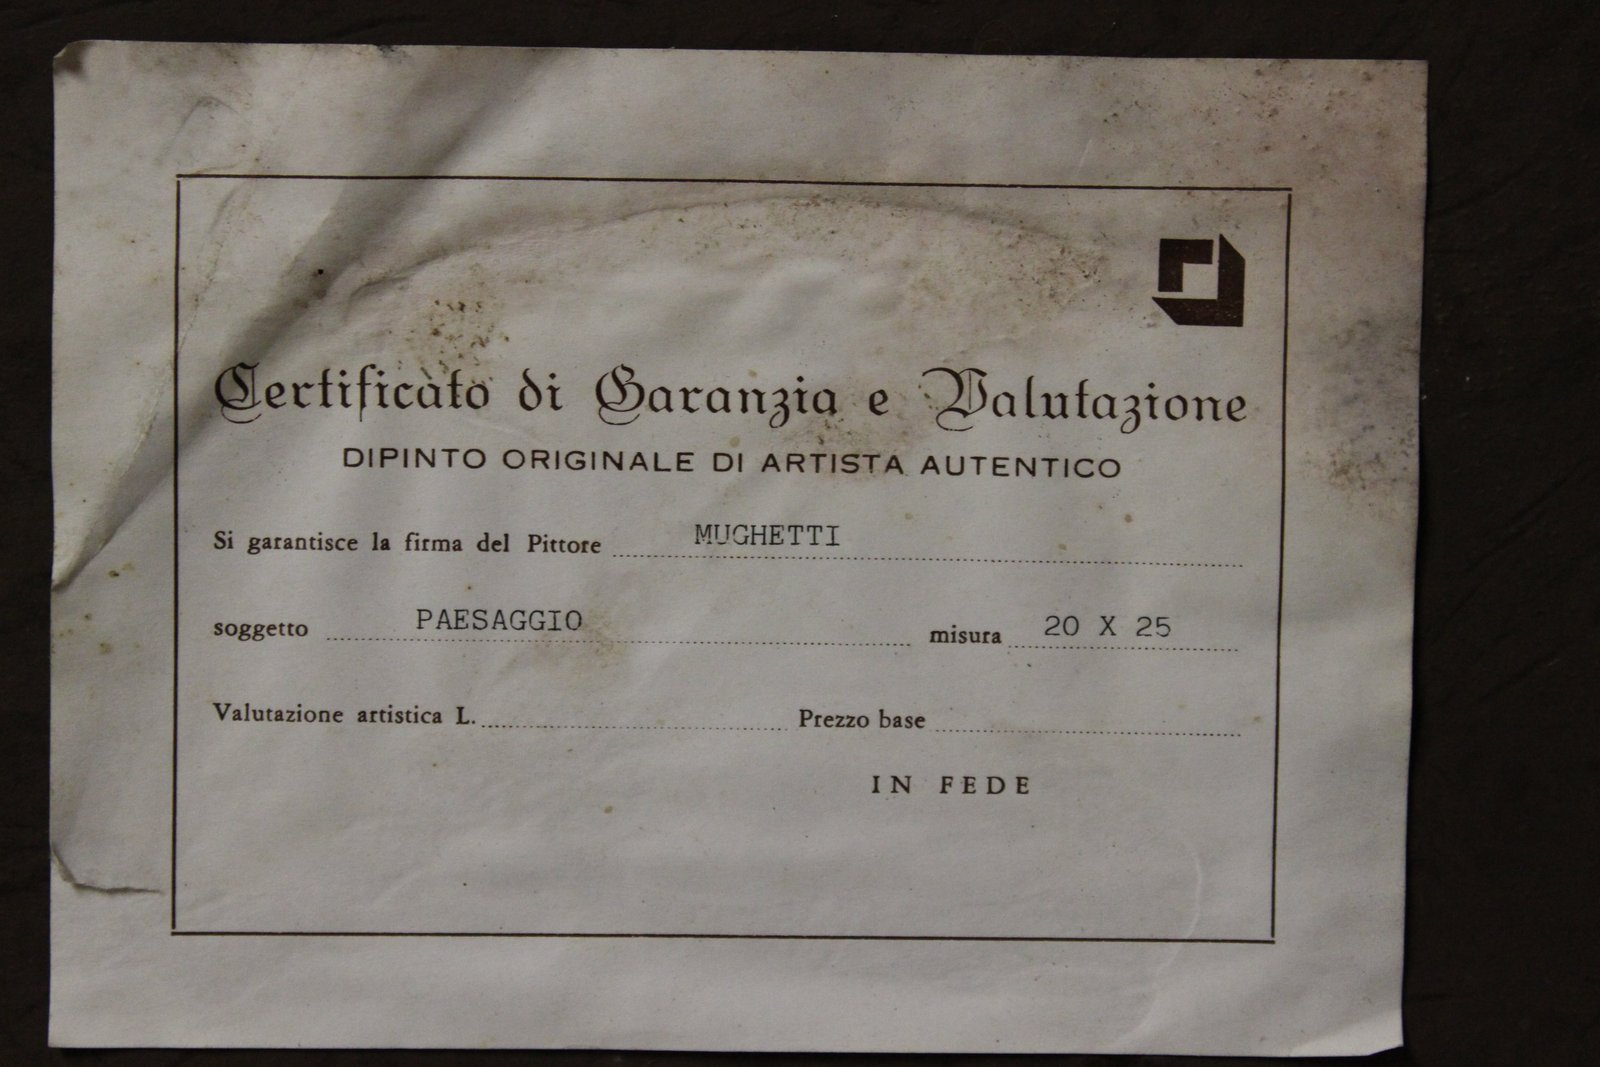 Certificato di Garanzia e Valutazione
DIPINTO ORIGINALE DI ARTISTA AUTENTICO
Si garantisce la firma del Pittore MUGHETTI
soggetto PAESAGGIO misura 20 X 25
Valutazione artistica L. Prezzo base
IN FEDE